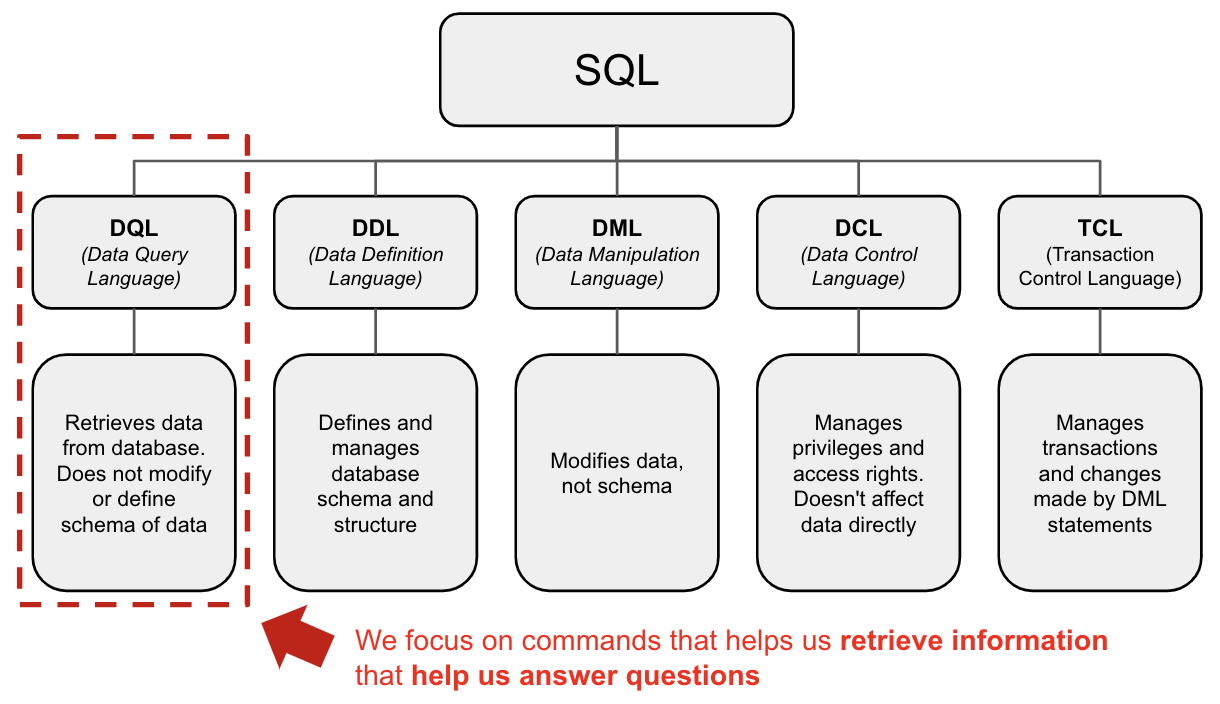 SQL
DQL
(Data Query
Language)
DDL
(Data Definition
Language)
DML
(Data Manipulation
Language)
DCL
(Data Control
Language)
TCL
(Transaction
Control Language)
Retrieves data
from database.
Does not modify
or define
schema of data
Defines and
manages
database
schema and
structure
Modifies data,
not schema
Manages
privileges and
access rights.
Doesn't affect
data directly
Manages
transactions
and changes
made by DML
statements
We focus on commands that helps us retrieve information
that help us answer questions